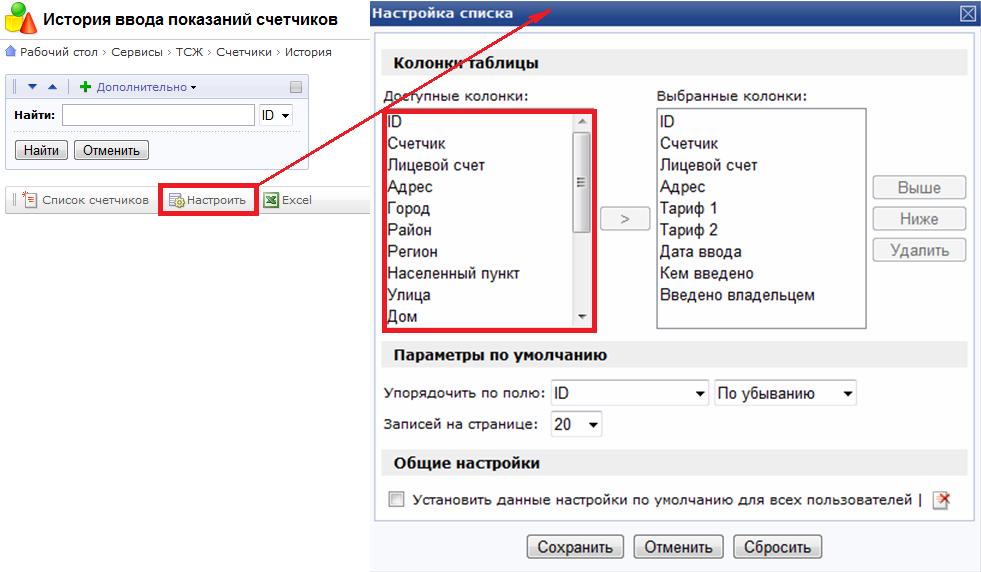 История ввода показаний счетчиков
Рабочий стол › Сервисы › ТСЖ › Счетчики › История
Дополнительно
Найти: ID
Найти Отменить
Список счетчиков Настроить Excel
Настройка списка
Колонки таблицы
Доступные колонки:
ID
Счетчик
Лицевой счет
Адрес
Город
Район
Регион
Населенный пункт
Улица
Дом
>
Выбранные колонки:
ID
Счетчик
Лицевой счет
Адрес
Тариф 1
Тариф 2
Дата ввода
Кем введено
Введено владельцем
Выше
Ниже
Удалить
Параметры по умолчанию
Упорядочить по полю: ID По убыванию
Записей на странице: 20
Общие настройки
Установить данные настройки по умолчанию для всех пользователей |
Сохранить Отменить Сбросить